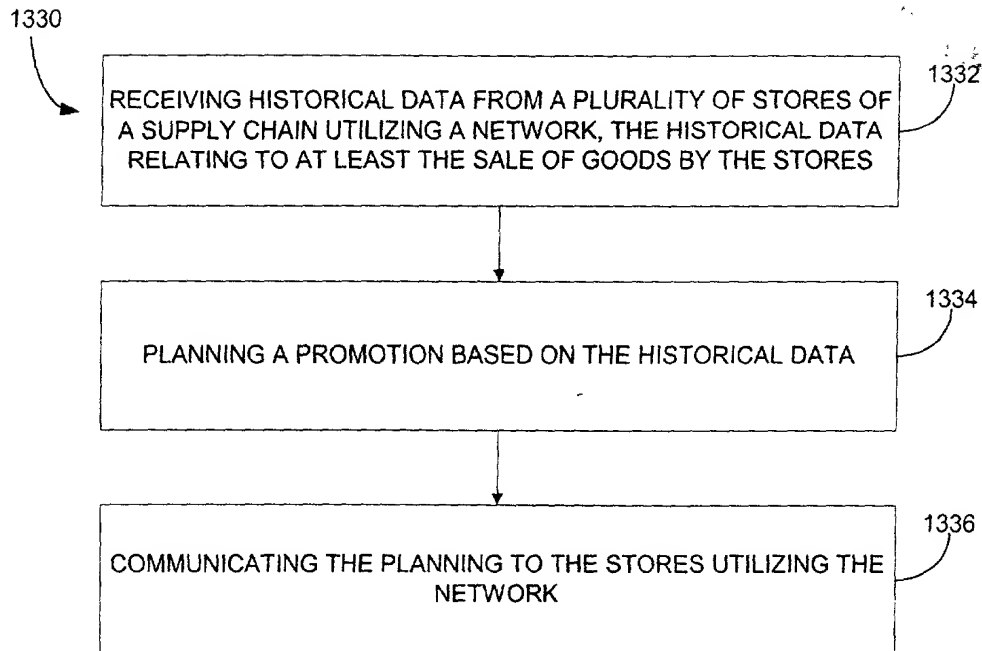 1330
1332
RECEIVING HISTORICAL DATA FROM A PLURALITY OF STORES OF
A SUPPLY CHAIN UTILIZING A NETWORK, THE HISTORICAL DATA
RELATING TO AT LEAST THE SALE OF GOODS BY THE STORES
1334
PLANNING A PROMOTION BASED ON THE HISTORICAL DATA
1336
COMMUNICATING THE PLANNING TO THE STORES UTILIZING THE
NETWORK